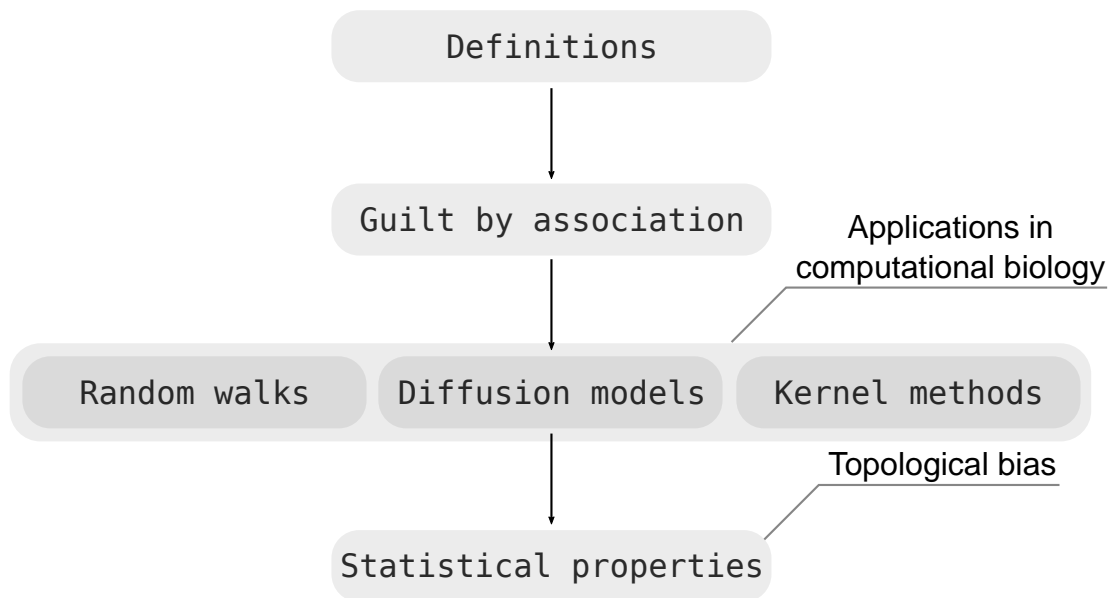 Definitions
Guilt by association
Applications in
computational biology
Random walks
Diffusion models
Kernel methods
Topological bias
Statistical properties